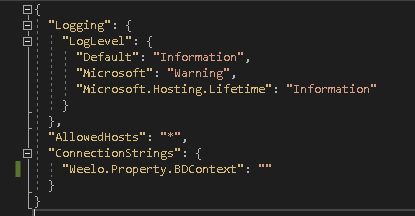 {
"Logging": {
"LogLevel": {
"Default": "Information",
"Microsoft": "Warning",
"Microsoft.Hosting.Lifetime": "Information"
}
},
"AllowedHosts": "*",
"ConnectionStrings": {
"Weelo.Property.BDContext": ""
}
}